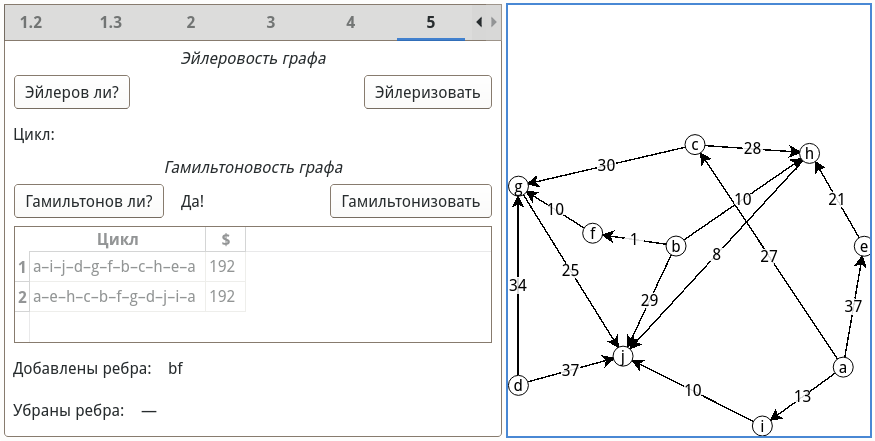 1.2 1.3 2 3 4 5
Эйлеровость графа
Эйлеров ли? Эйлеризовать
Цикл:
Гамильтоновость графа
Гамильтонов ли? Да! Гамильтонизовать
Цикл $
1 a–i–j–d–g–f–b–c–h–e–a 192
2 a–e–h–c–b–f–g–d–j–i–a 192
Добавлены ребра: bf
Убраны ребра: —
c 28 h
30
g 10 21
10 f 1 b e
25 8 27
34 29 37
j a
d 37 10 13
i